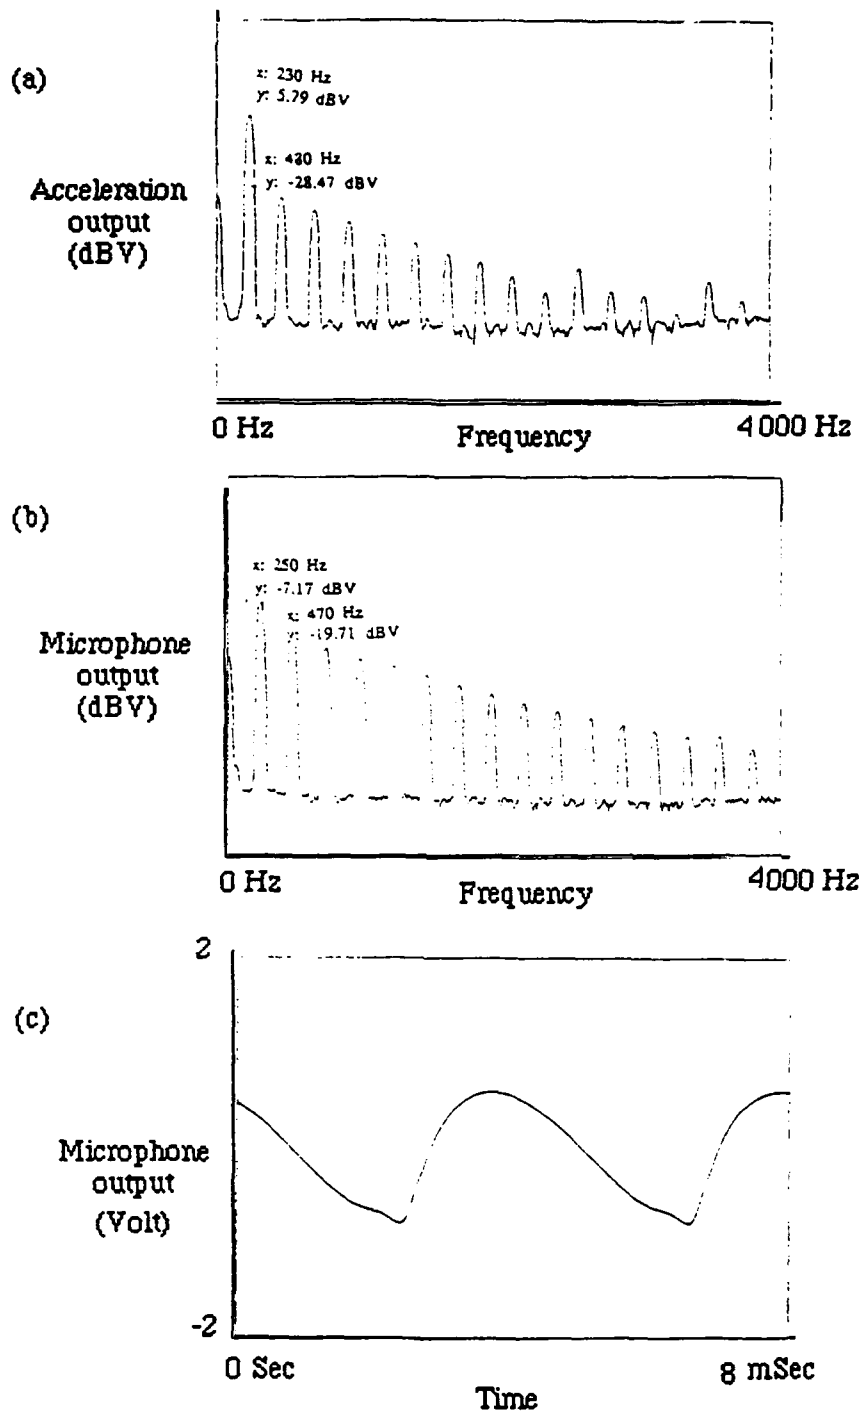 (a)
x: 230 Hz
y: 5.79 dBV
x: 480 Hz
y: -28.47 dBV
Acceleration
output
(dBV)
0 Hz
Frequency
4000 Hz
(b)
x: 250 Hz
y: -7.17 dBV
x: 470 Hz
y: -19.71 dBV
Microphone
output
(dBV)
0 Hz
Frequency
4000 Hz
(c)
2
Microphone
output
(Volt)
-2
0 Sec
8 mSec
Time